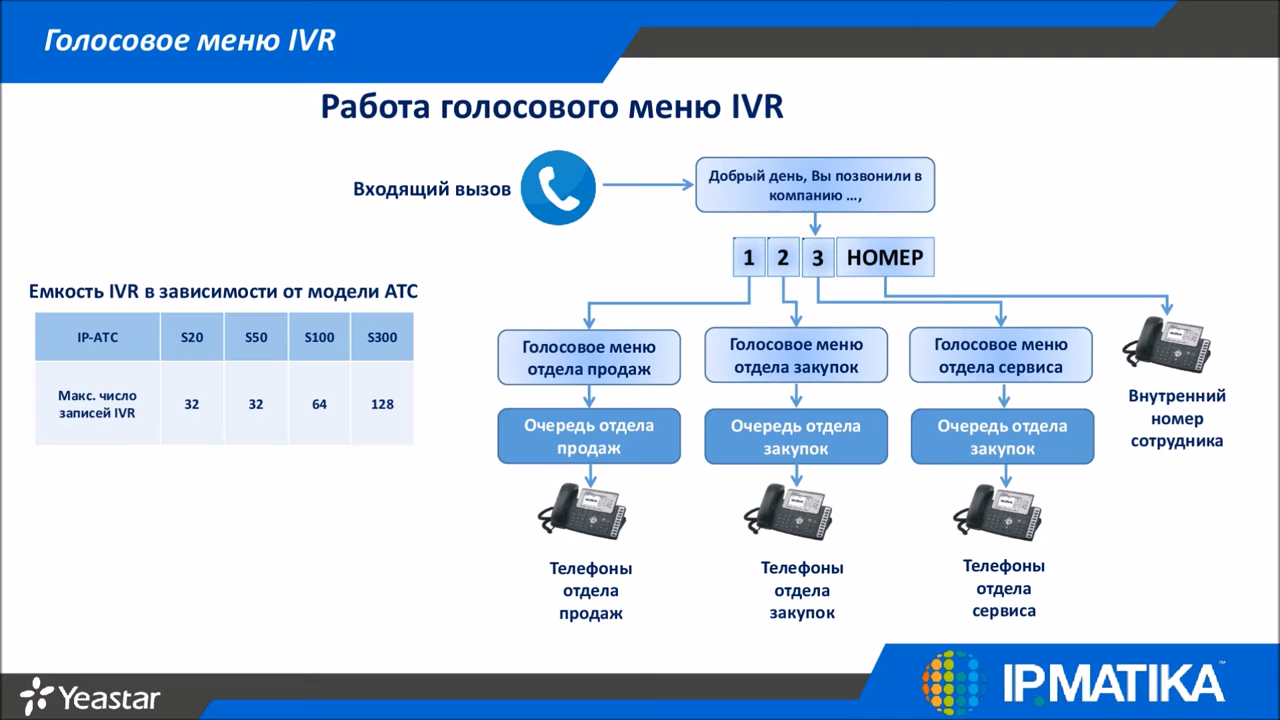 Голосовое меню IVR
Работа голосового меню IVR
Входящий вызов
Добрый день, Вы позвонили в
компанию …,
1 2 3 НОМЕР
Емкость IVR в зависимости от модели АТС
IP-АТС S20 S50 S100 S300
Макс. число
записей IVR
32 32 64 128
Голосовое меню
отдела продаж
Голосовое меню
отдела закупок
Голосовое меню
отдела сервиса
Внутренний
номер
сотрудника
Очередь отдела
продаж
Очередь отдела
закупок
Очередь отдела
закупок
Телефоны
отдела
продаж
Телефоны
отдела
закупок
Телефоны
отдела
сервиса
Yeastar
IPMATIKA™